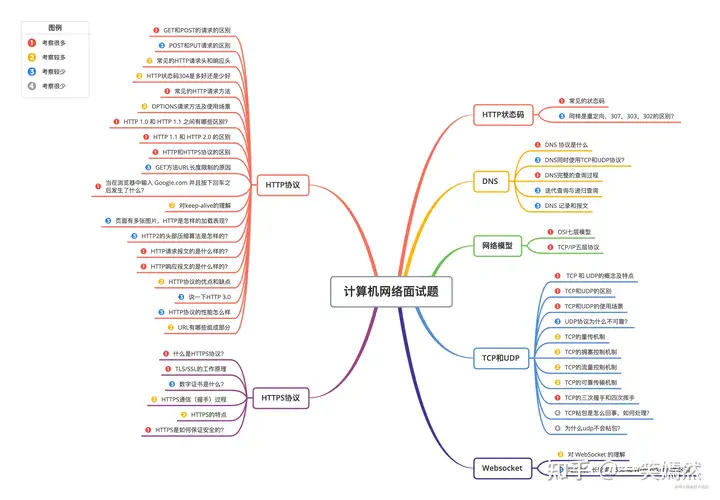 图例
1 考察很多
2 考察较多
3 考察较少
4 考察很少
计算机网络面试题
HTTP协议
1 GET和POST的请求的区别
3 POST和PUT请求的区别
2 常见的HTTP请求头和响应头
2 HTTP状态码304是多好还是少好
1 常见的HTTP请求方法
3 OPTIONS请求方法及使用场景
1 HTTP 1.0 和 HTTP 1.1 之间有哪些区别?
1 HTTP 1.1 和 HTTP 2.0 的区别
1 HTTP和HTTPS协议的区别
3 GET方法URL长度限制的原因
1 当在浏览器中输入 Google.com 并且按下回车之
后发生了什么?
2 对keep-alive的理解
3 页面有多张图片，HTTP是怎样的加载表现?
3 HTTP2的头部压缩算法是怎样的?
1 HTTP请求报文的是什么样的?
1 HTTP响应报文的是什么样的?
2 HTTP协议的优点和缺点
3 说一下HTTP 3.0
3 HTTP协议的性能怎么样
2 URL有哪些组成部分
HTTPS协议
1 什么是HTTPS协议?
1 TLS/SSL的工作原理
3 数字证书是什么?
2 HTTPS通信（握手）过程
3 HTTPS的特点
1 HTTPS是如何保证安全的?
HTTP状态码
1 常见的状态码
3 同样是重定向，307，303，302的区别?
DNS
1 DNS 协议是什么
3 DNS同时使用TCP和UDP协议?
1 DNS完整的查询过程
3 迭代查询与递归查询
3 DNS 记录和报文
网络模型
1 OSI七层模型
1 TCP/IP五层协议
TCP和UDP
1 TCP 和 UDP的概念及特点
1 TCP和UDP的区别
1 TCP和UDP的使用场景
3 UDP协议为什么不可靠?
2 TCP的重传机制
2 TCP的拥塞控制机制
2 TCP的流量控制机制
2 TCP的可靠传输机制
1 TCP的三次握手和四次挥手
4 TCP粘包是怎么回事，如何处理?
4 为什么udp不会粘包?
Websocket
2 对 WebSocket 的理解
知乎 @一笑嫣然